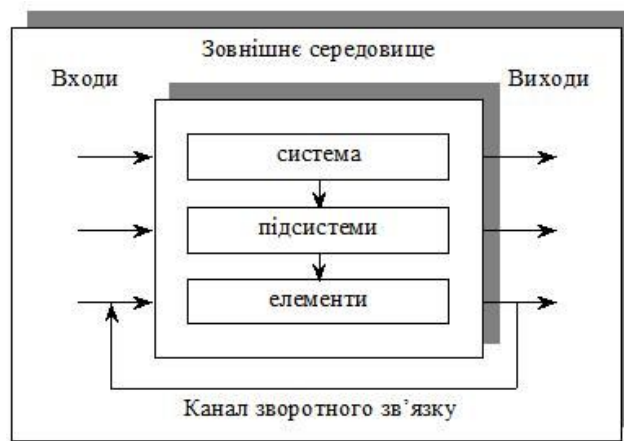 Зовнішнє середовище
Входи
Виходи
система
підсистеми
елементи
Канал зворотного зв’язку